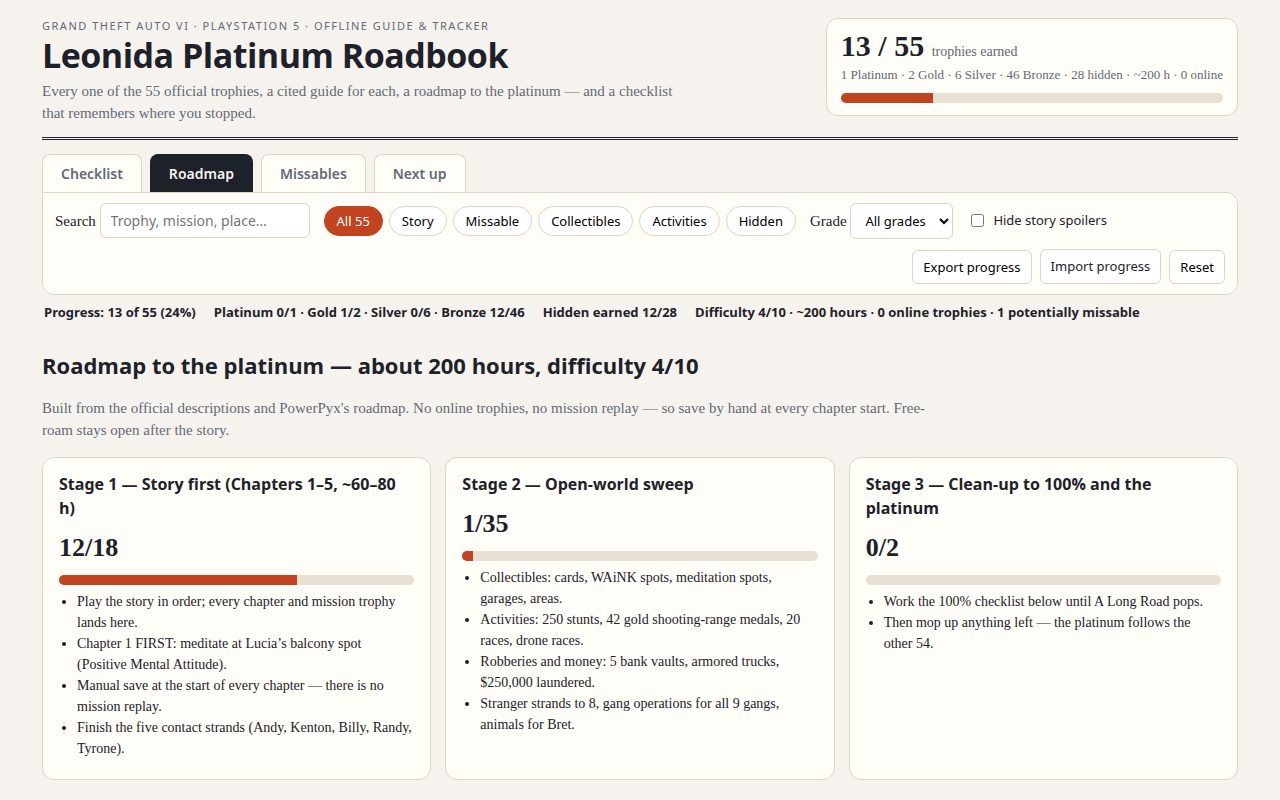 GRAND THEFT AUTO VI · PLAYSTATION 5 · OFFLINE GUIDE & TRACKER
Leonida Platinum Roadbook
Every one of the 55 official trophies, a cited guide for each, a roadmap to the platinum — and a checklist
that remembers where you stopped.
13 / 55 trophies earned
1 Platinum · 2 Gold · 6 Silver · 46 Bronze · 28 hidden · ~200 h · 0 online
Checklist
Roadmap
Missables
Next up
Search
Trophy, mission, place...
All 55
Story
Missable
Collectibles
Activities
Hidden
Grade
All grades
Hide story spoilers
Export progress
Import progress
Reset
Progress: 13 of 55 (24%)
Platinum 0/1 · Gold 1/2 · Silver 0/6 · Bronze 12/46
Hidden earned 12/28
Difficulty 4/10 · ~200 hours · 0 online trophies · 1 potentially missable
Roadmap to the platinum — about 200 hours, difficulty 4/10
Built from the official descriptions and PowerPyx's roadmap. No online trophies, no mission replay — so save by hand at every chapter start. Free-
roam stays open after the story.
Stage 1 — Story first (Chapters 1–5, ~60–80
h)
12/18
• Play the story in order; every chapter and mission trophy
lands here.
• Chapter 1 FIRST: meditate at Lucia’s balcony spot
(Positive Mental Attitude).
• Manual save at the start of every chapter — there is no
mission replay.
• Finish the five contact strands (Andy, Kenton, Billy, Randy,
Tyrone).
Stage 2 — Open-world sweep
1/35
• Collectibles: cards, WAiNK spots, meditation spots,
garages, areas.
• Activities: 250 stunts, 42 gold shooting-range medals, 20
races, drone races.
• Robberies and money: 5 bank vaults, armored trucks,
$250,000 laundered.
• Stranger strands to 8, gang operations for all 9 gangs,
animals for Bret.
Stage 3 — Clean-up to 100% and the
platinum
0/2
• Work the 100% checklist below until A Long Road pops.
• Then mop up anything left — the platinum follows the
other 54.